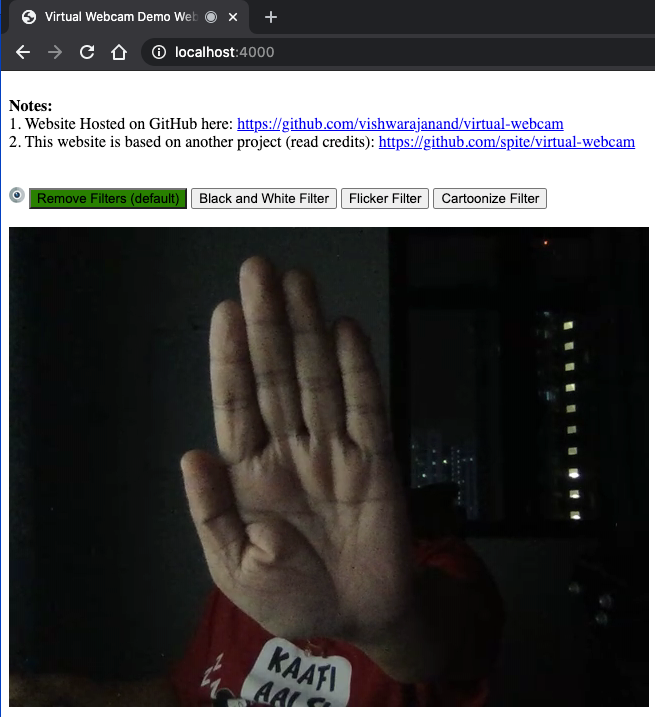 Virtual Webcam Demo Web
localhost:4000
Notes:
1. Website Hosted on GitHub here: https://github.com/vishwarajanand/virtual-webcam
2. This website is based on another project (read credits): https://github.com/spite/virtual-webcam
Remove Filters (default) Black and White Filter Flicker Filter Cartoonize Filter
ZZ
KAAFI